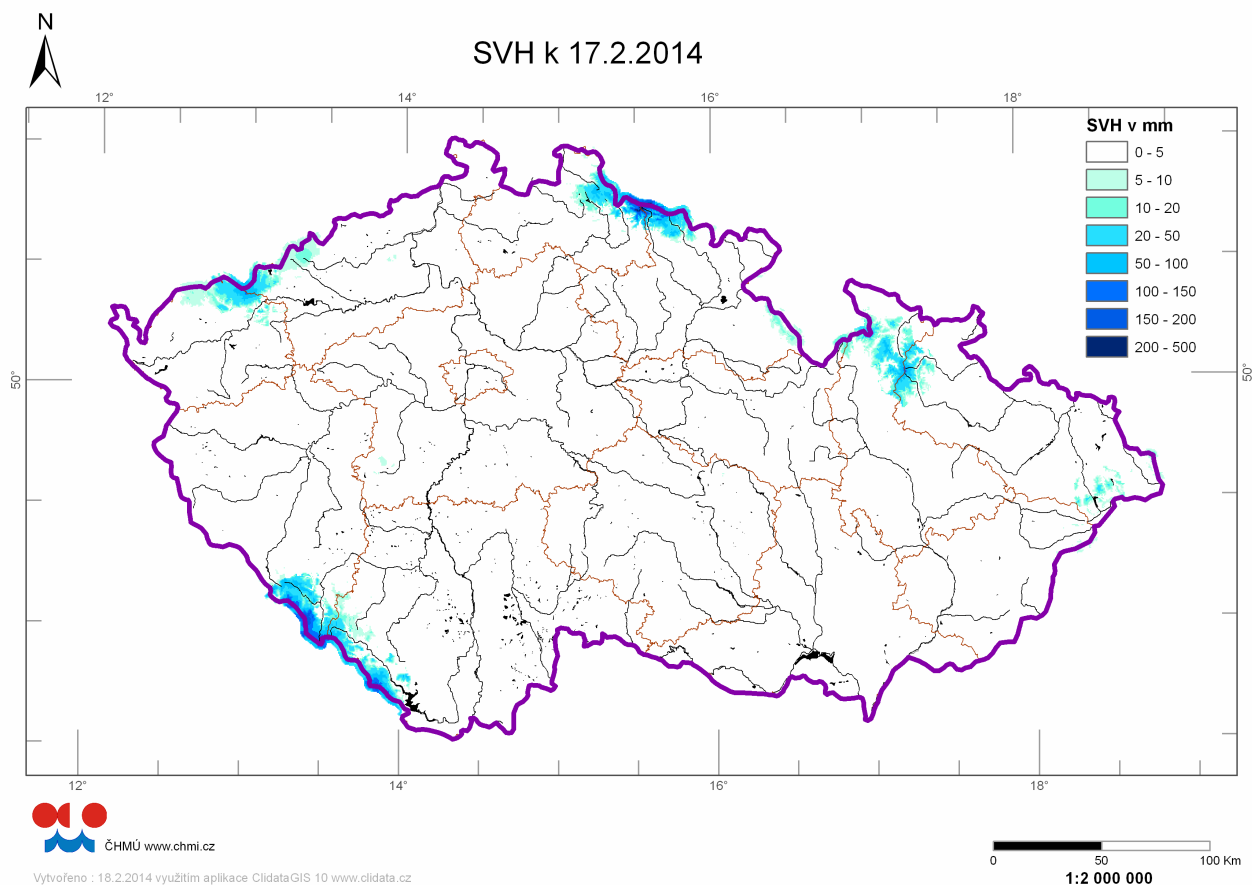 N
SVH k 17.2.2014
12° 14° 16° 18°
SVH v mm
0 - 5
5 - 10
10 - 20
20 - 50
50 - 100
100 - 150
150 - 200
200 - 500
50° 50°
12° 14° 16° 18°
ČHMÚ www.chmi.cz
0 50 100 Km
1:2 000 000
Vytvořeno : 18.2.2014 využitim aplikace ClidataGIS 10 www.clidata.cz